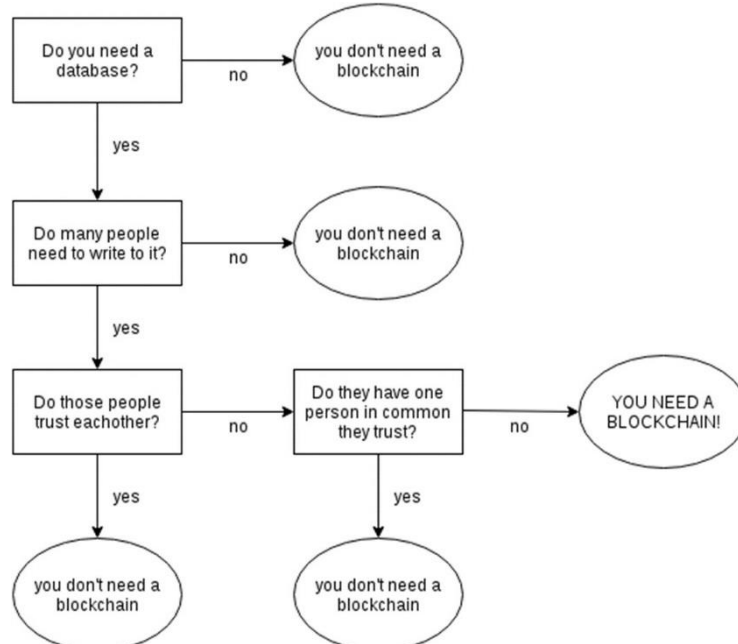 Do you need a
database?
no
you don't need a
blockchain
yes
Do many people
need to write to it?
no
you don't need a
blockchain
yes
Do those people
trust eachother?
no
Do they have one
person in common
they trust?
no
YOU NEED A
BLOCKCHAIN!
yes
yes
you don't need a
blockchain
you don't need a
blockchain